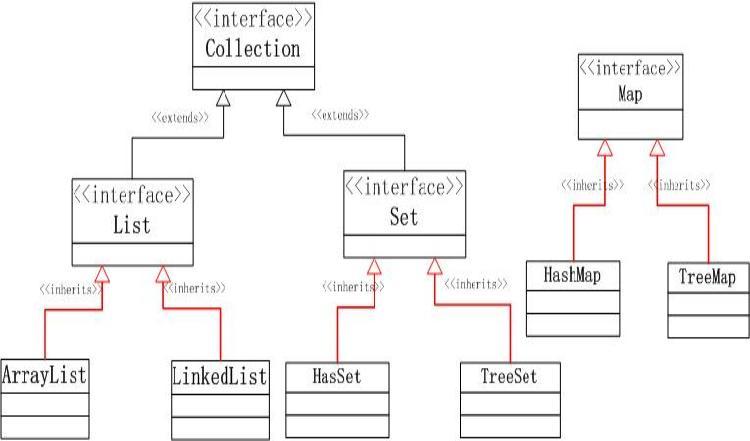 <<interface>>
Collection
<<interface>>
Map
<<extends>>
<<extends>>
<<interface>>
List
<<interface>>
Set
<<inherits>>
<<inherits>>
<<inherits>>
<<inherits>>
<<inherits>>
<<inherits>>
HashMap
TreeMap
ArrayList
LinkedList
HasSet
TreeSet